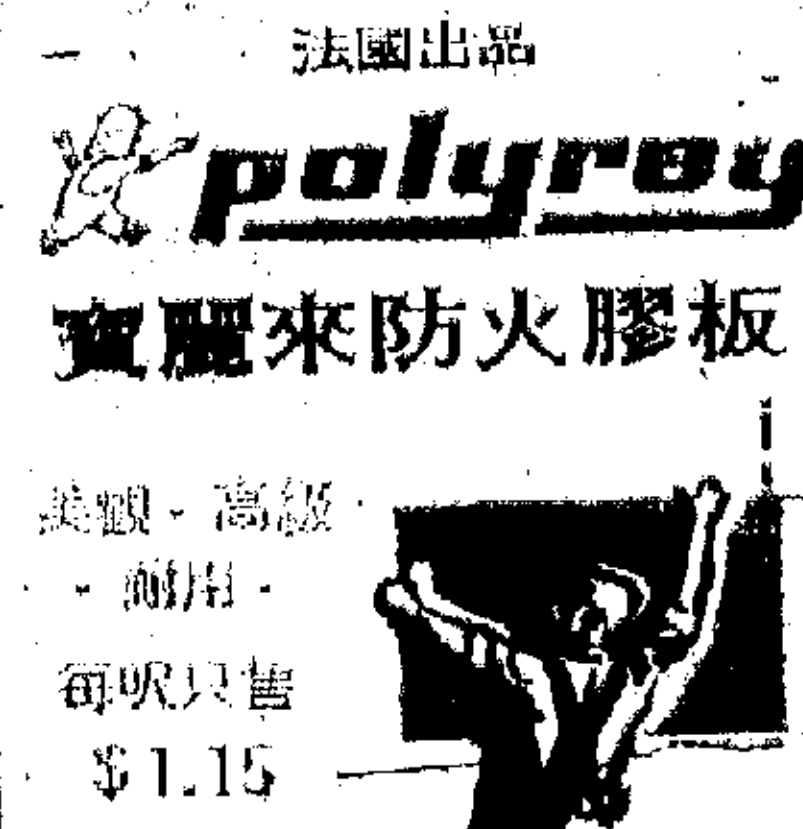 法國出品
polyrey
寶麗來防火膠板
美觀·高級
·耐用·
每呎只售
$1.15